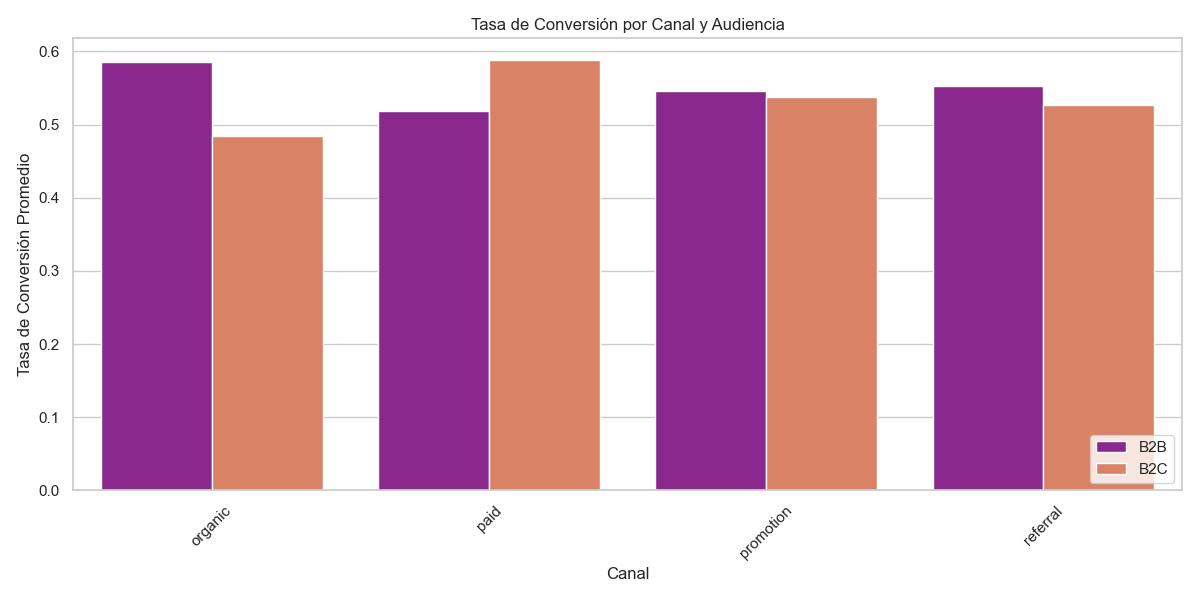 Tasa de Conversión por Canal y Audiencia
Tasa de Conversión Promedio
0.6
0.5
0.4
0.3
0.2
0.1
0.0
B2B
B2C
organic
paid
promotion
referral
Canal